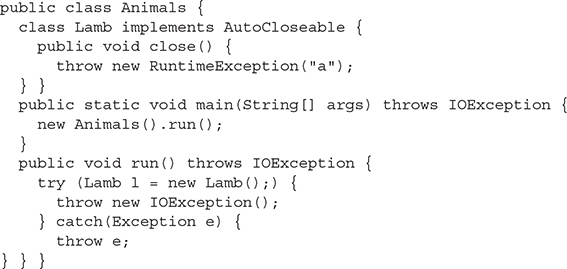 public class Animals {
  class Lamb implements AutoCloseable {
    public void close() {
      throw new RuntimeException("a");
  } }
  public static void main(String[] args) throws IOException {
    new Animals().run();
  }
  public void run() throws IOException {
    try (Lamb l = new Lamb();) {
      throw new IOException();
    } catch(Exception e) {
      throw e;
} } }